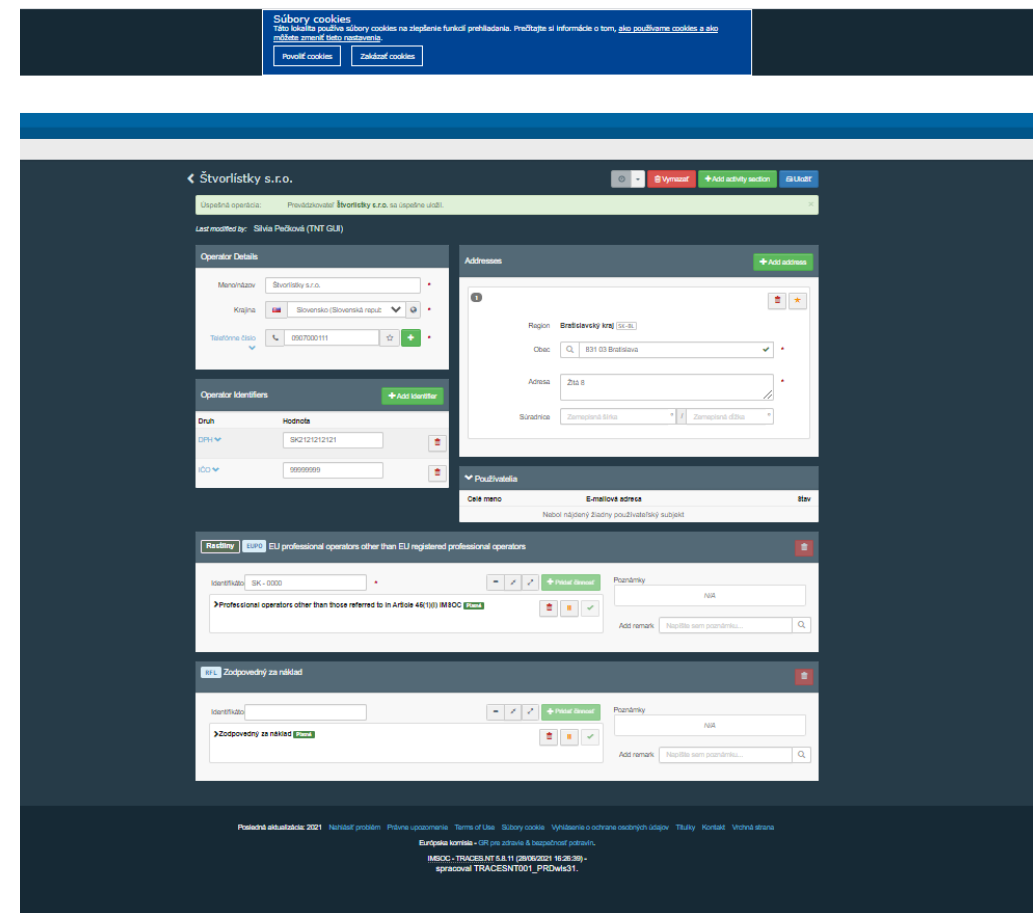 Súbory cookies
Táto lokalita používa súbory cookies na zlepšenie funkcií prehliadania. Prečítajte si informácie o tom, ako používame cookies a ako
môžete zmeniť tieto nastavenia.
Povoliť cookies Zakázať cookies
Štvorlístky s.r.o.
Vymazať Add activity section Uložiť
Úspešná operácia: Prevádzkovateľ Štvorlístky s.r.o. sa úspešne uložil.
Last modified by: Silvia Pečková (TNT GUI)
Operator Details
Meno/názov Štvorlístky s.r.o. *
Krajina Slovensko (Slovenská repub *
Telefónne číslo 0907000111 *
Operator Identifiers Add Identifier
Druh Hodnota
DPH SK2121212121
IČO 99999999
Addresses Add address
1
Region Bratislavský kraj SK-BL
Obec 831 03 Bratislava *
Adresa Žitá 6 *
Súradnice Zemepisná šírka ° / Zemepisná dĺžka °
Používatelia
Celé meno E-mailová adresa Stav
Nebol nájdený žiadny používateľský subjekt
Rastliny EUPO EU professional operators other than EU registered professional operators
Identifikáto SK - 0000 *
Pridať činnosť
Professional operators other than those referred to in Article 45(1)(i) IMSOC Platná
Poznámky
N/A
Add remark Napíšte sem poznámku...
RFL Zodpovedný za náklad
Identifikáto
Pridať činnosť
Zodpovedný za náklad Platná
Poznámky
N/A
Add remark Napíšte sem poznámku...
Posledná aktualizácia: 2021 Nahlásiť problém Právne upozornenie Terms of Use Súbory cookie Vyhlásenie o ochrane osobných údajov Titulky Kontakt Vrchná strana
Európska komisia - GR pre zdravie & bezpečnosť potravín.
IMSOC - TRACES.NT 5.8.11 (28/06/2021 16:26:39) -
spracoval TRACESNT001_PRDwls31.